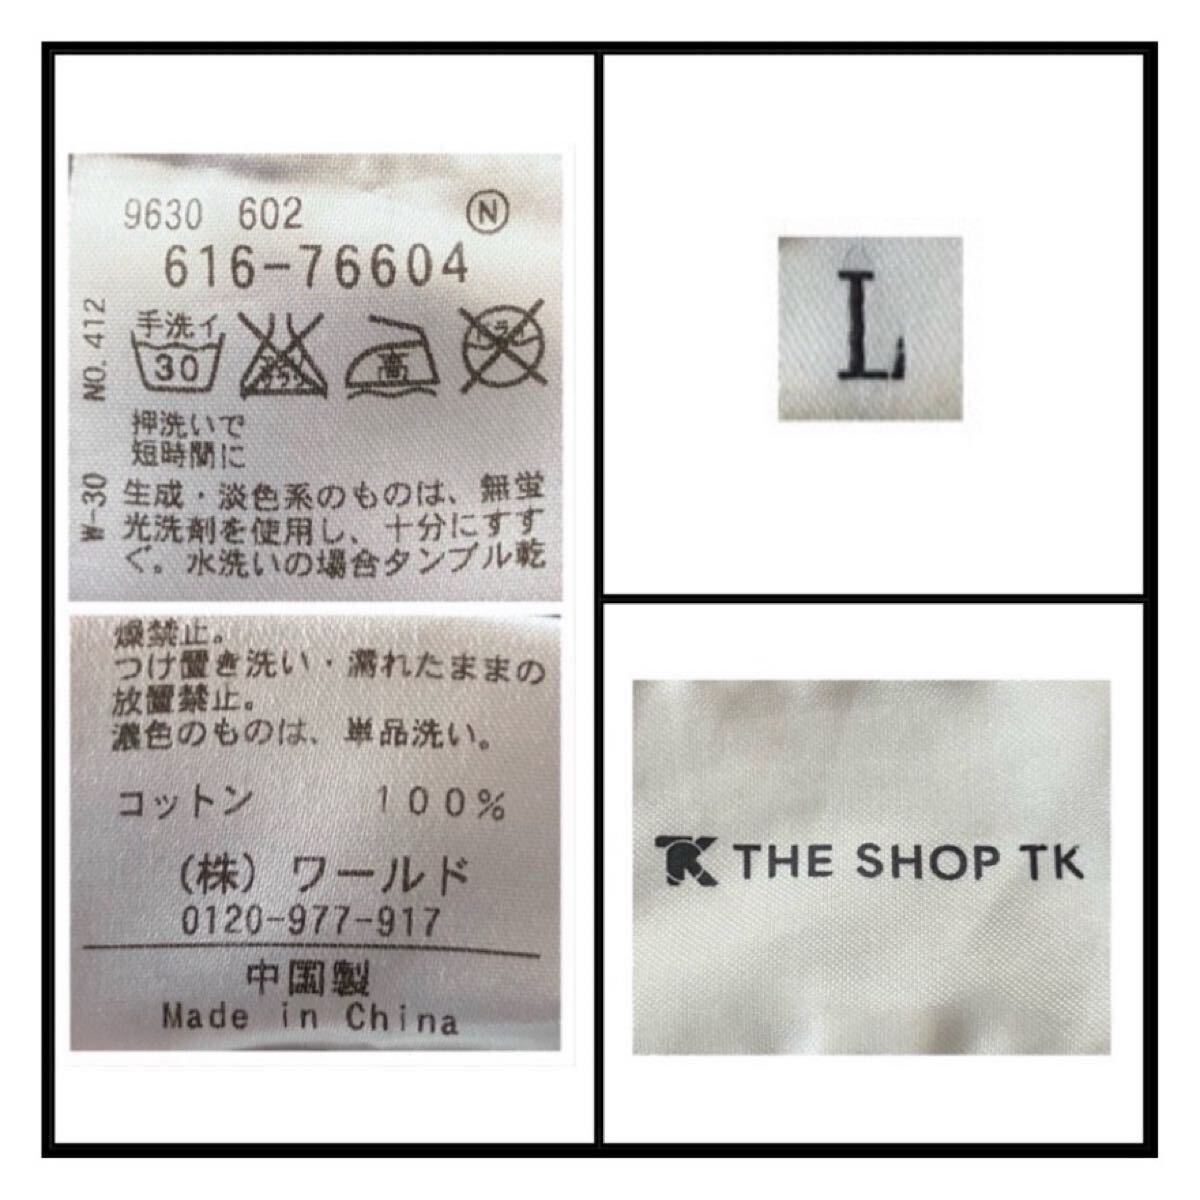 9630 602 Ⓝ
616-76604
NO. 412
手洗イ
30
高
ドライ
押洗いで
短時間に
W-30
生成・淡色系のものは、無蛍
光洗剤を使用し、十分にすす
ぐ。水洗いの場合タンブル乾
燥禁止。
つけ置き洗い・濡れたままの
放置禁止。
濃色のものは、単品洗い。
コットン 100%
(株)ワールド
0120-977-917
中国製
Made in China
L
TK THE SHOP TK